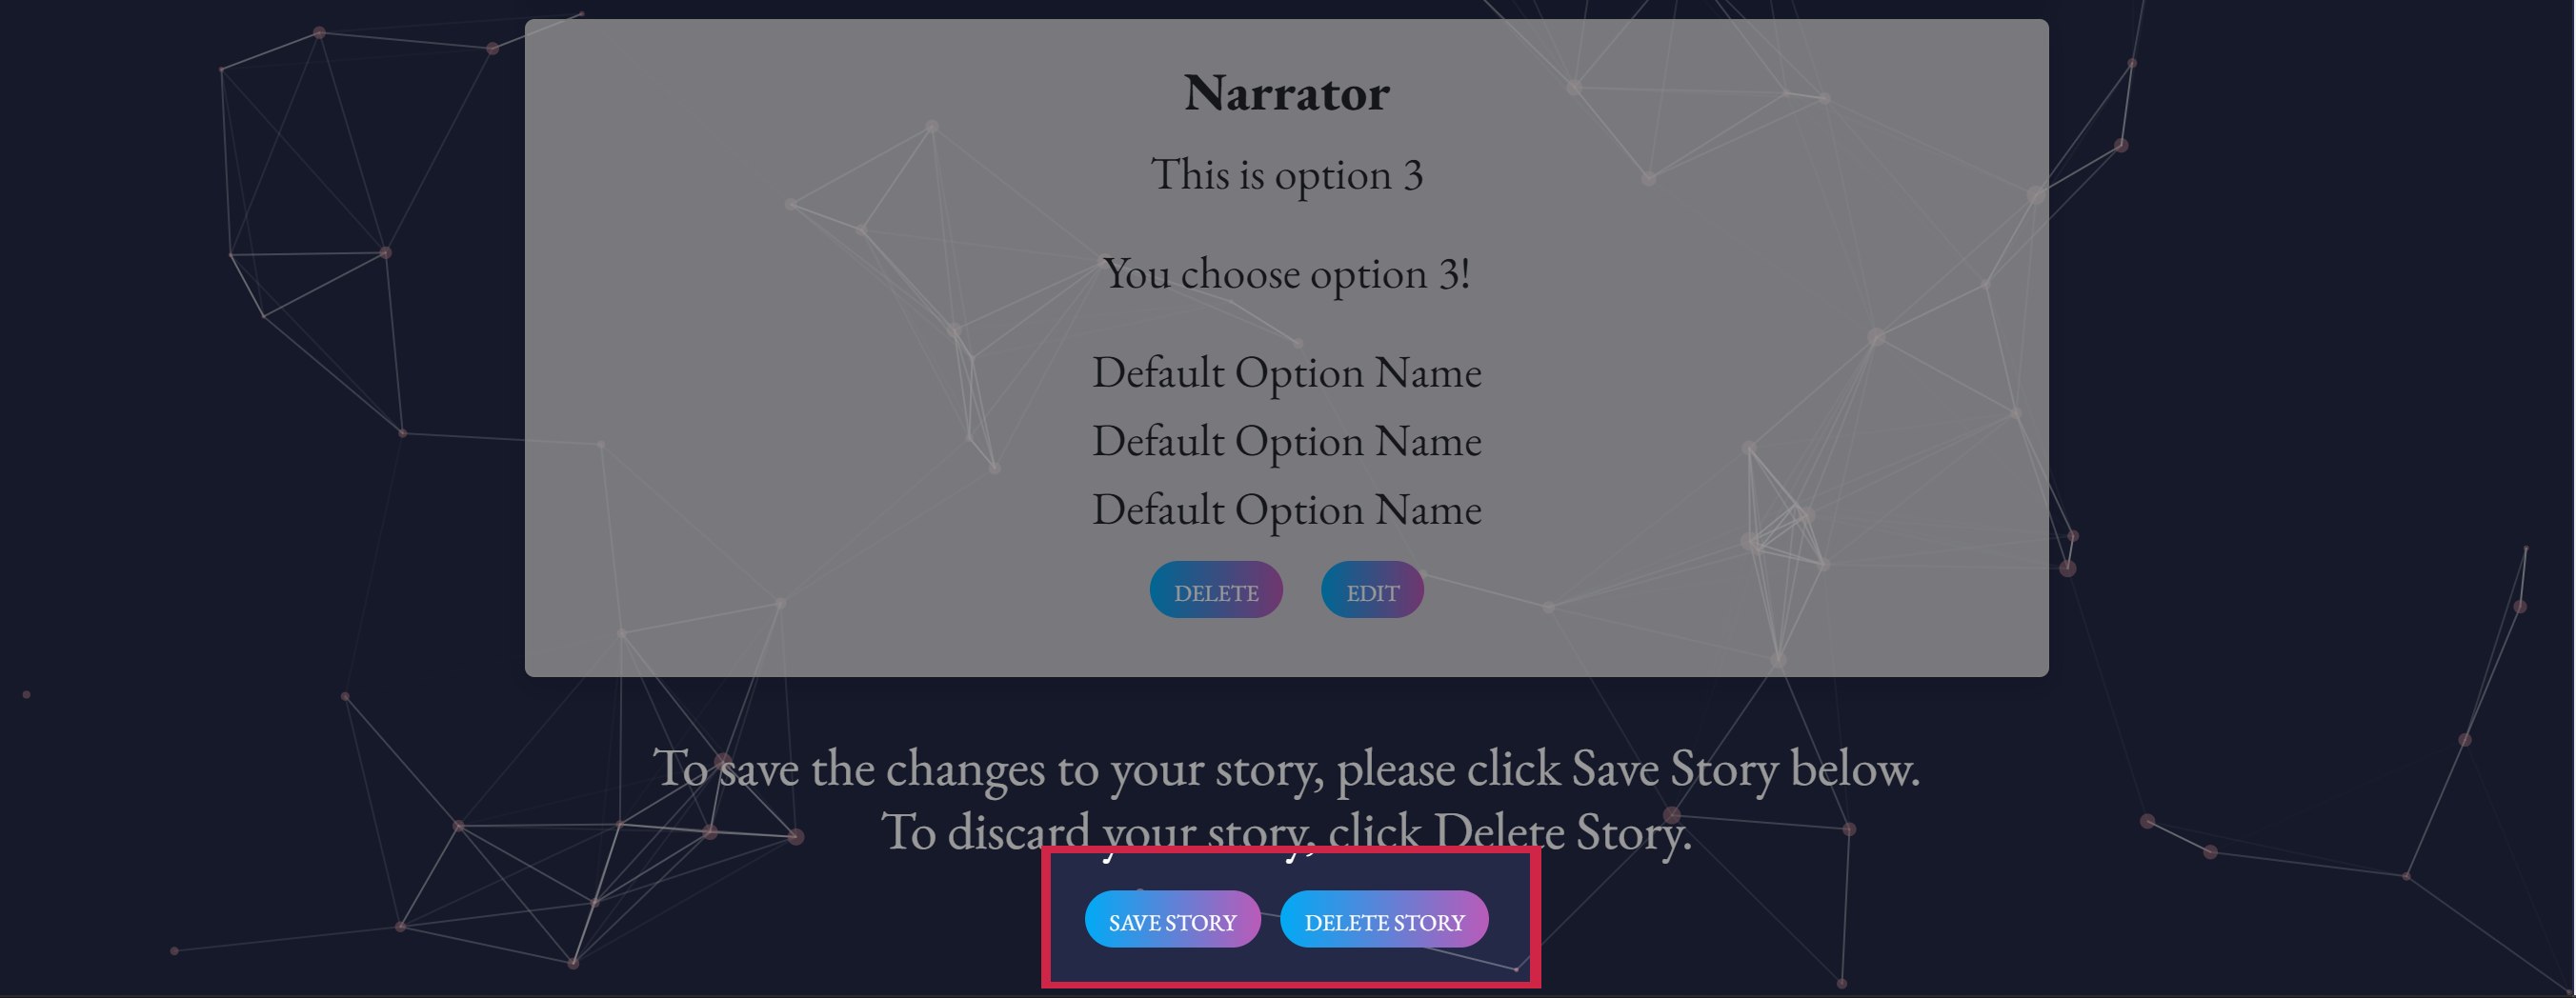 Narrator
This is option 3
You choose option 3!
Default Option Name
Default Option Name
Default Option Name
DELETE EDIT
To save the changes to your story, please click Save Story below.
To discard your story, click Delete Story.
SAVE STORY DELETE STORY